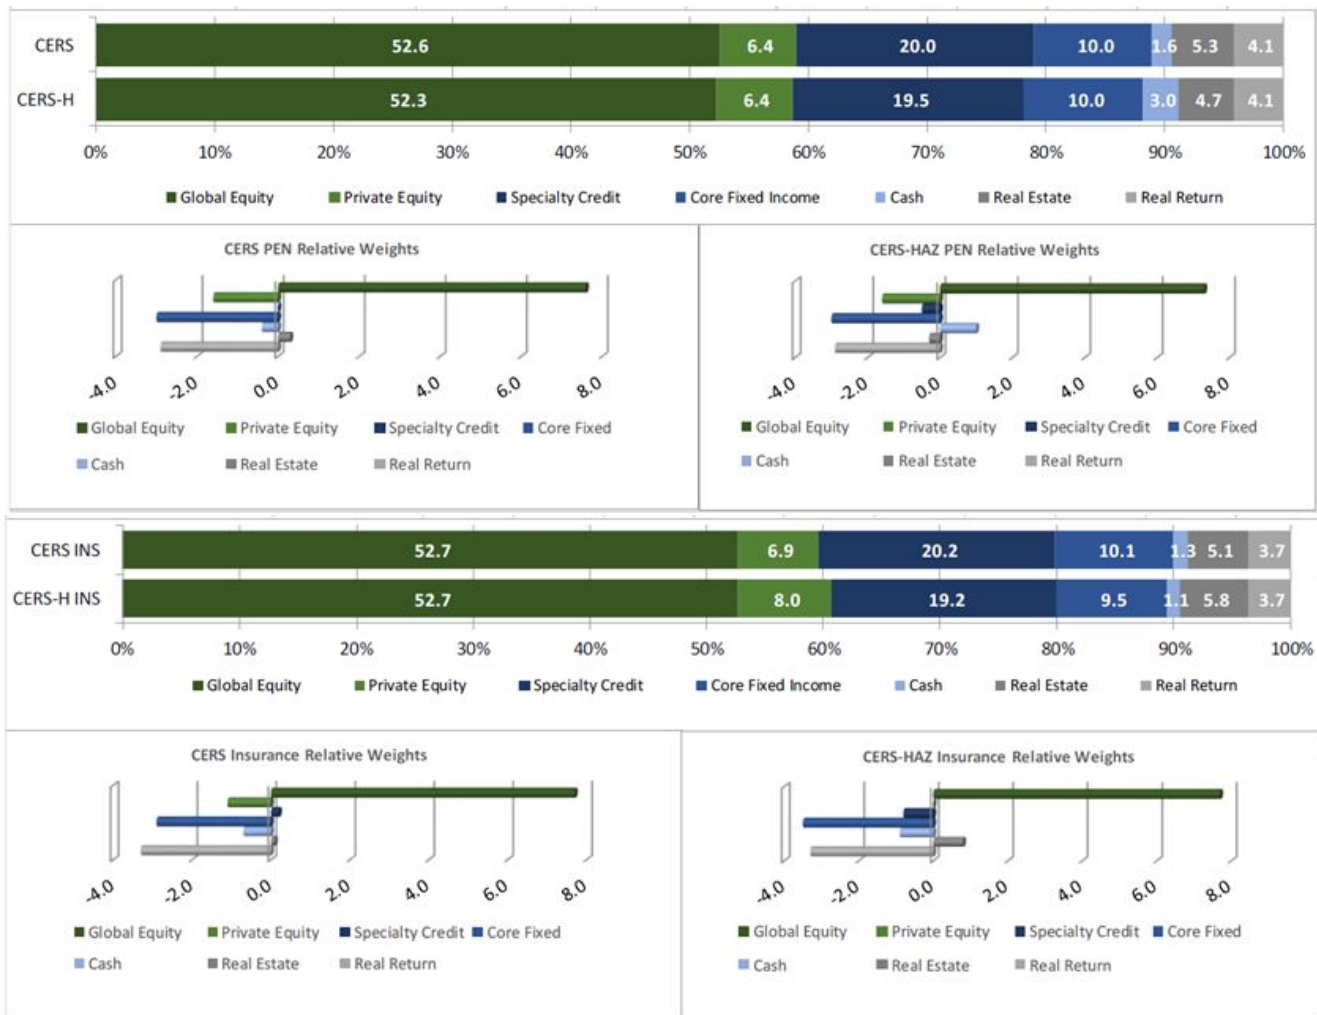 CERS 52.6 6.4 20.0 10.0 1.6 5.3 4.1
CERS-H 52.3 6.4 19.5 10.0 3.0 4.7 4.1
0% 10% 20% 30% 40% 50% 60% 70% 80% 90% 100%
Global Equity Private Equity Specialty Credit Core Fixed Income Cash Real Estate Real Return
CERS PEN Relative Weights
-4.0 -2.0 0.0 2.0 4.0 6.0 8.0
Global Equity Private Equity Specialty Credit Core Fixed
Cash Real Estate Real Return
CERS-HAZ PEN Relative Weights
-4.0 -2.0 0.0 2.0 4.0 6.0 8.0
Global Equity Private Equity Specialty Credit Core Fixed
Cash Real Estate Real Return
CERS INS 52.7 6.9 20.2 10.1 1.3 5.1 3.7
CERS-H INS 52.7 8.0 19.2 9.5 1.1 5.8 3.7
0% 10% 20% 30% 40% 50% 60% 70% 80% 90% 100%
Global Equity Private Equity Specialty Credit Core Fixed Income Cash Real Estate Real Return
CERS Insurance Relative Weights
-4.0 -2.0 0.0 2.0 4.0 6.0 8.0
Global Equity Private Equity Specialty Credit Core Fixed
Cash Real Estate Real Return
CERS-HAZ Insurance Relative Weights
-4.0 -2.0 0.0 2.0 4.0 6.0 8.0
Global Equity Private Equity Specialty Credit Core Fixed
Cash Real Estate Real Return